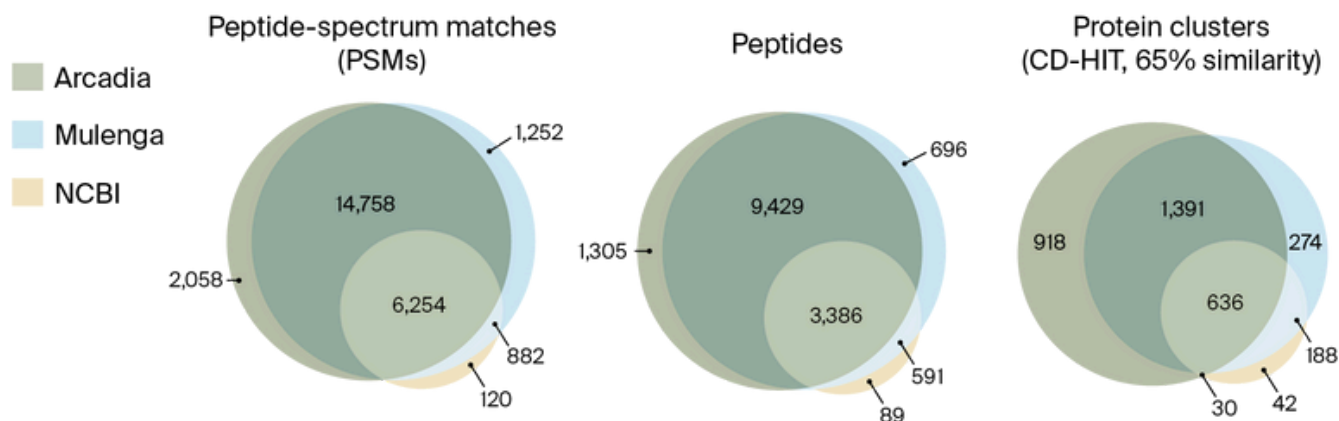 Peptide-spectrum matches
(PSMs)
Peptides
Protein clusters
(CD-HIT, 65% similarity)
Arcadia
Mulenga
NCBI
1,252
14,758
2,058
6,254
882
120
696
9,429
1,305
3,386
591
89
918
1,391
274
636
188
30
42